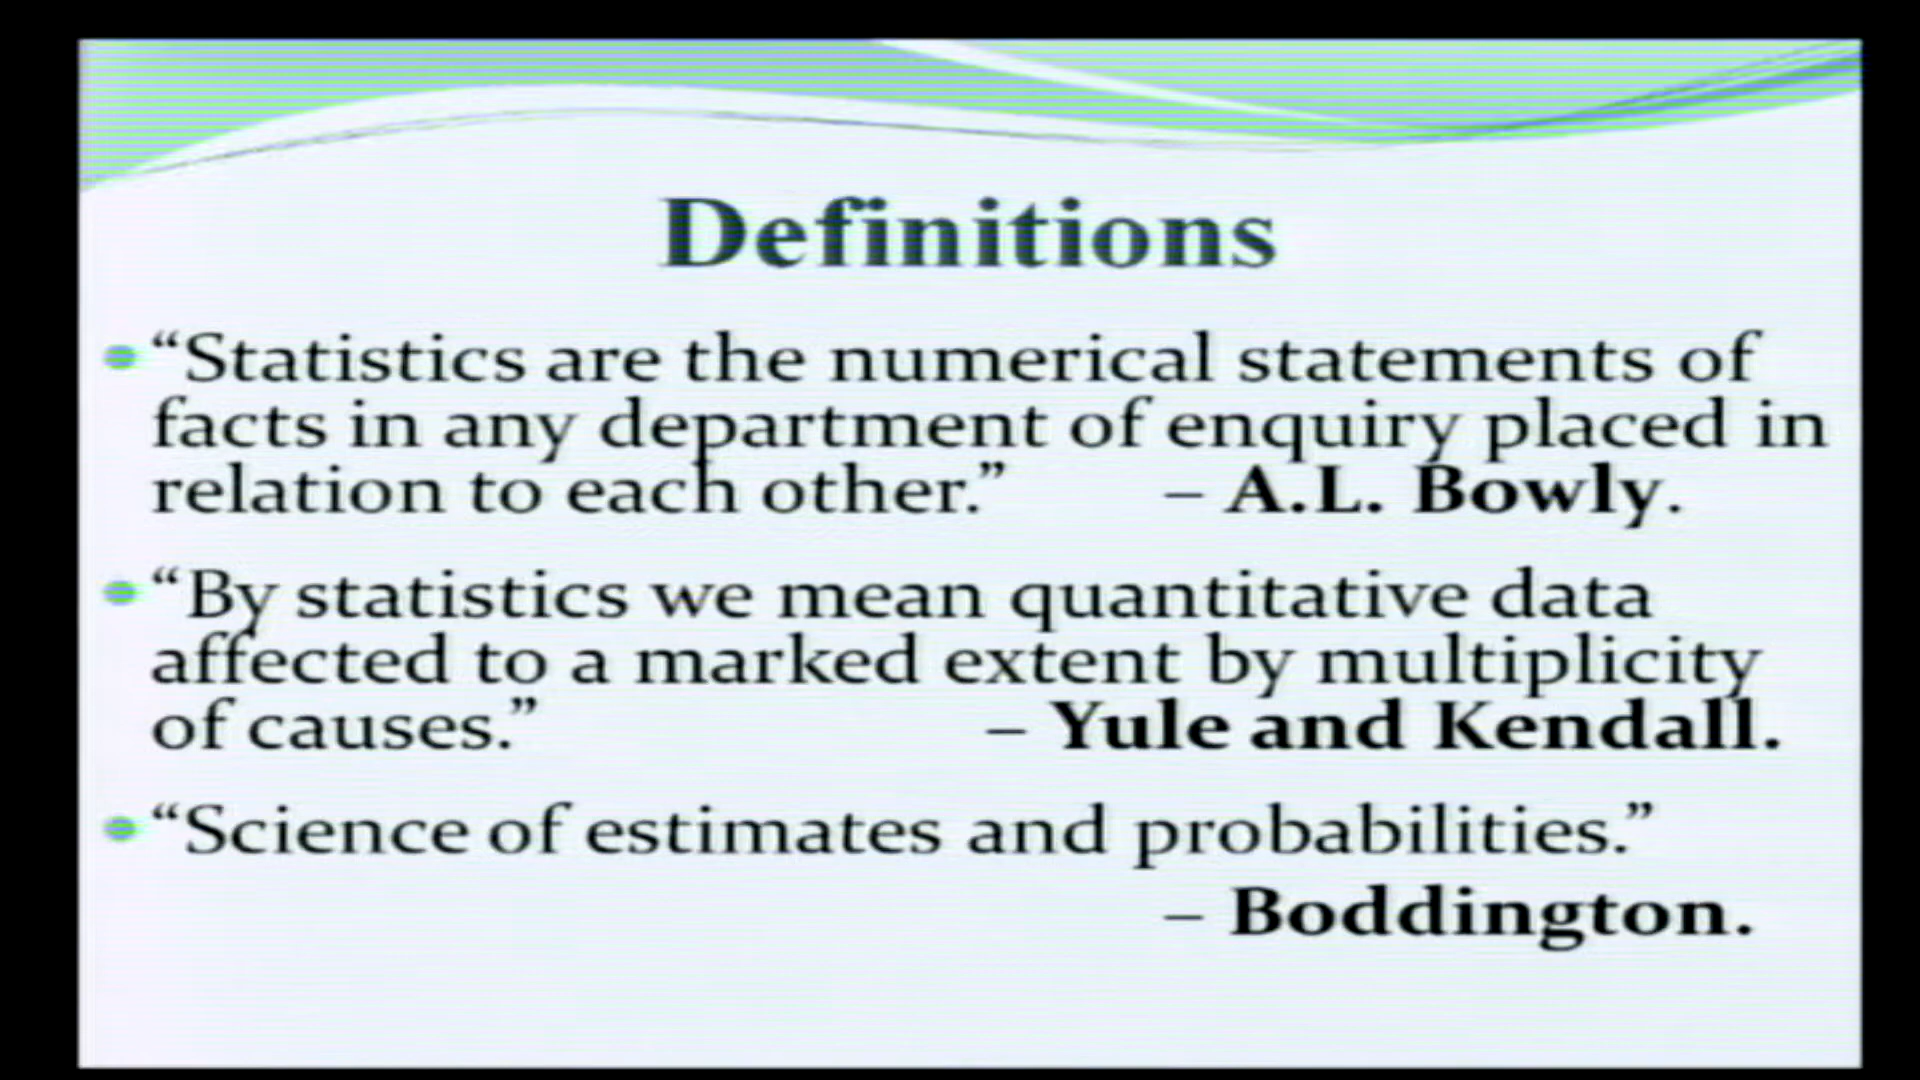 Definitions
“Statistics are the numerical statements of
facts in any department of enquiry placed in
relation to each other.” – A.L. Bowly.
“By statistics we mean quantitative data
affected to a marked extent by multiplicity
of causes.” – Yule and Kendall.
“Science of estimates and probabilities.”
– Boddington.